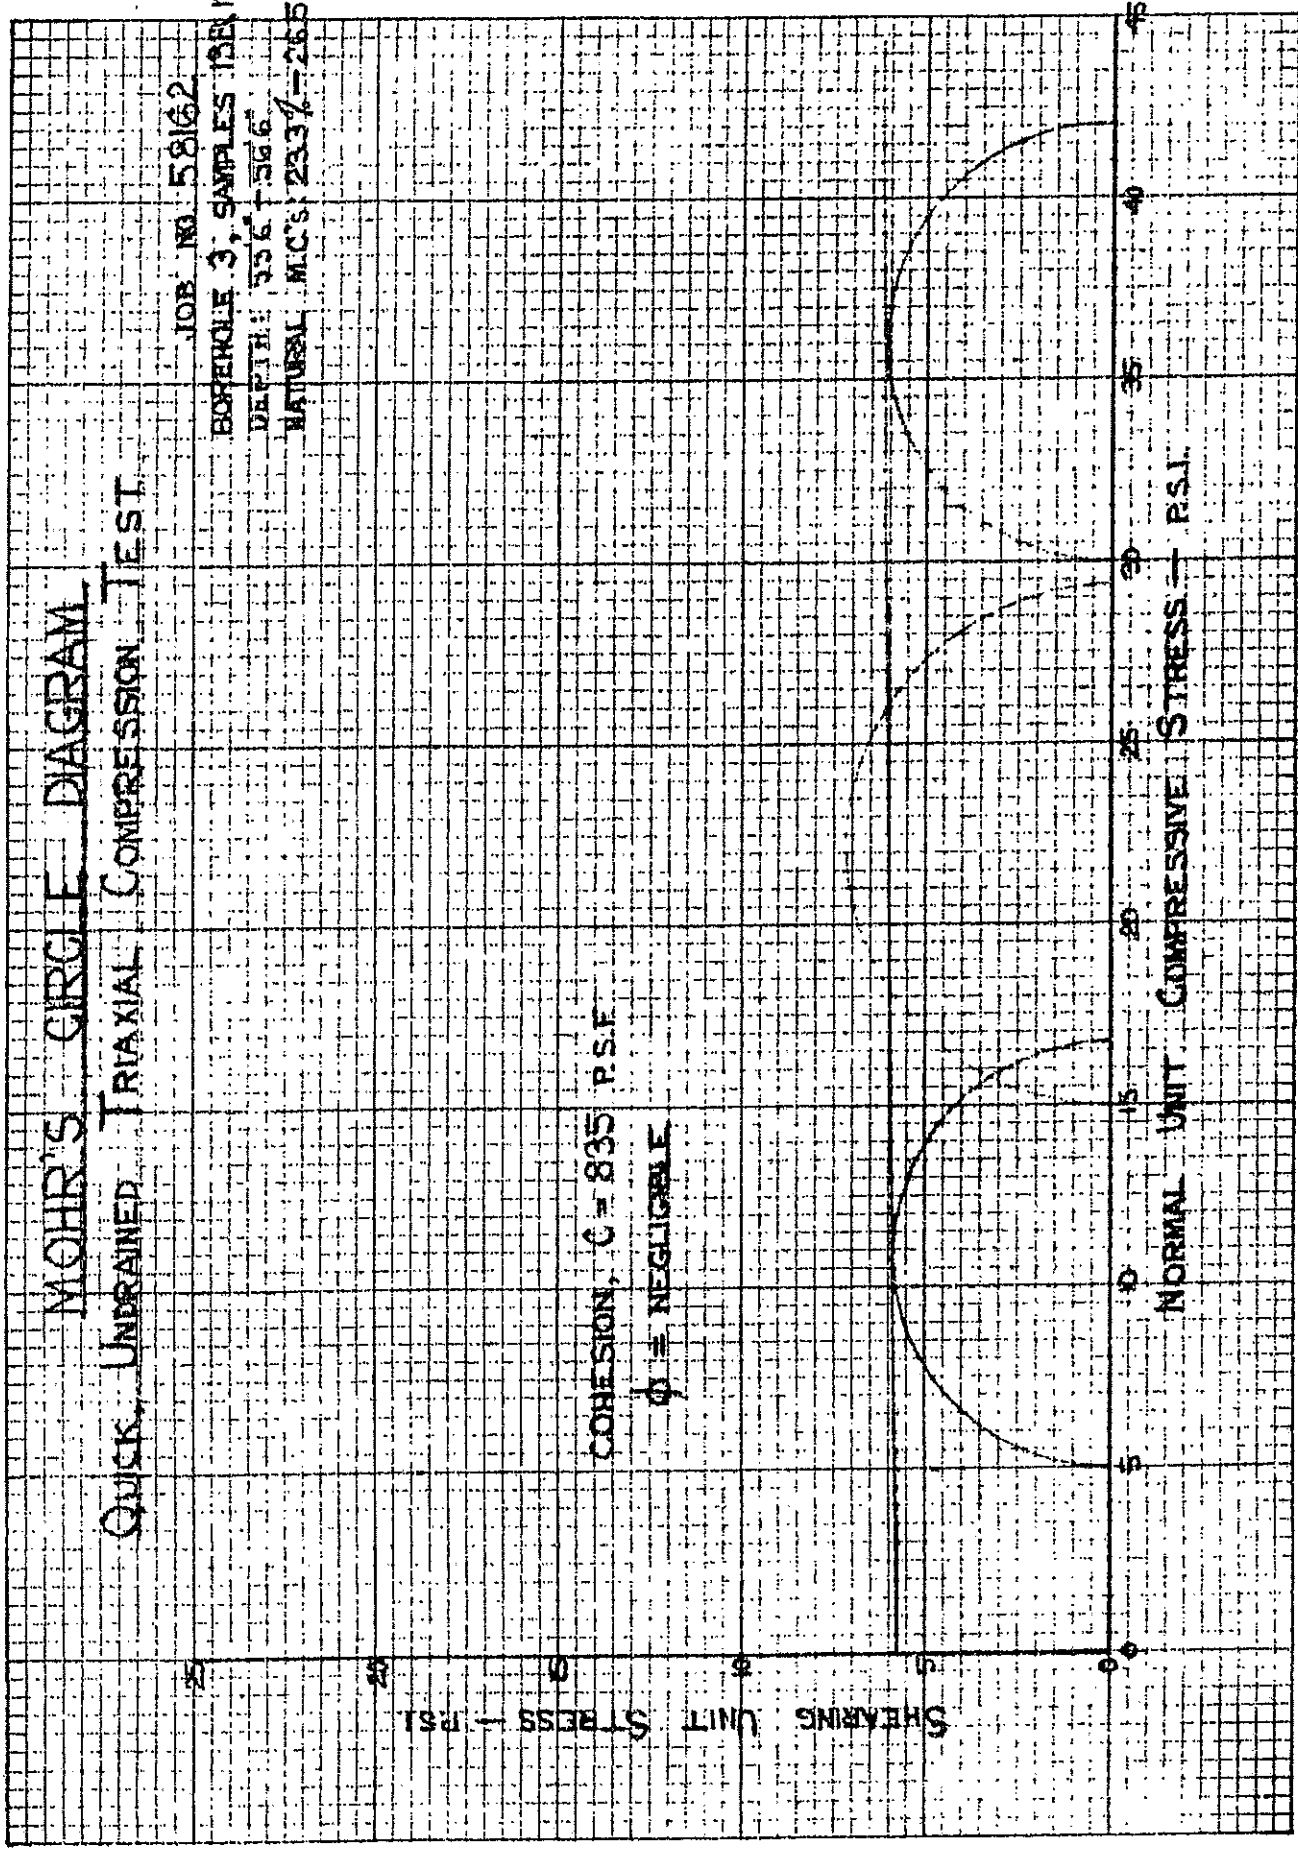 MOHR'S CIRCLE DIAGRAM
QUICK, UNDRAINED TRIAXIAL COMPRESSION TEST
JOB NO. 58162
BOREHOLE 3, SAMPLES
DEPTH:
NATURAL M.C.'s:
COHESION, C = 835 P.S.F.
Φ = NEGLIGIBLE
SHEARING UNIT STRESS — P.S.I.
25
20
15
10
5
0
0
5
10
15
20
25
30
35
40
45
NORMAL UNIT COMPRESSIVE STRESS — P.S.I.